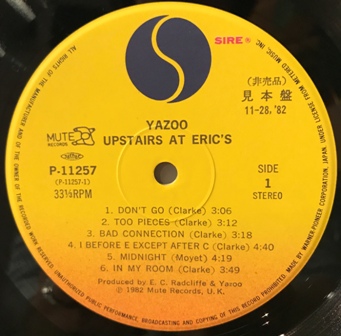 SIRE®
(非売品)
見本盤
11-28,'82
MUTE
RECORDS
YAZOO
UPSTAIRS AT ERIC'S
P-11257
(P-11257-1)
33⅓RPM
SIDE
1
STEREO
1. DON'T GO (Clarke) 3:06
2. TOO PIECES (Clarke) 3:12
3. BAD CONNECTION (Clarke) 3:18
4. I BEFORE E EXCEPT AFTER C (Clarke) 4:40
5. MIDNIGHT (Moyet) 4:19
6. IN MY ROOM (Clarke) 3:49
Produced by E. C. Radcliffe & Yazoo
℗ 1982 Mute Records, U. K.
ALL RIGHTS OF THE MANUFACTURER AND OF THE OWNER OF THE RECORDED WORK RESERVED. UNAUTHORISED PUBLIC PERFORMANCE, BROADCASTING AND COPYING OF THIS RECORD PROHIBITED. MADE BY WARNER-PIONEER CORPORATION, JAPAN UNDER LICENSE FROM METTERED MUSIC INC.